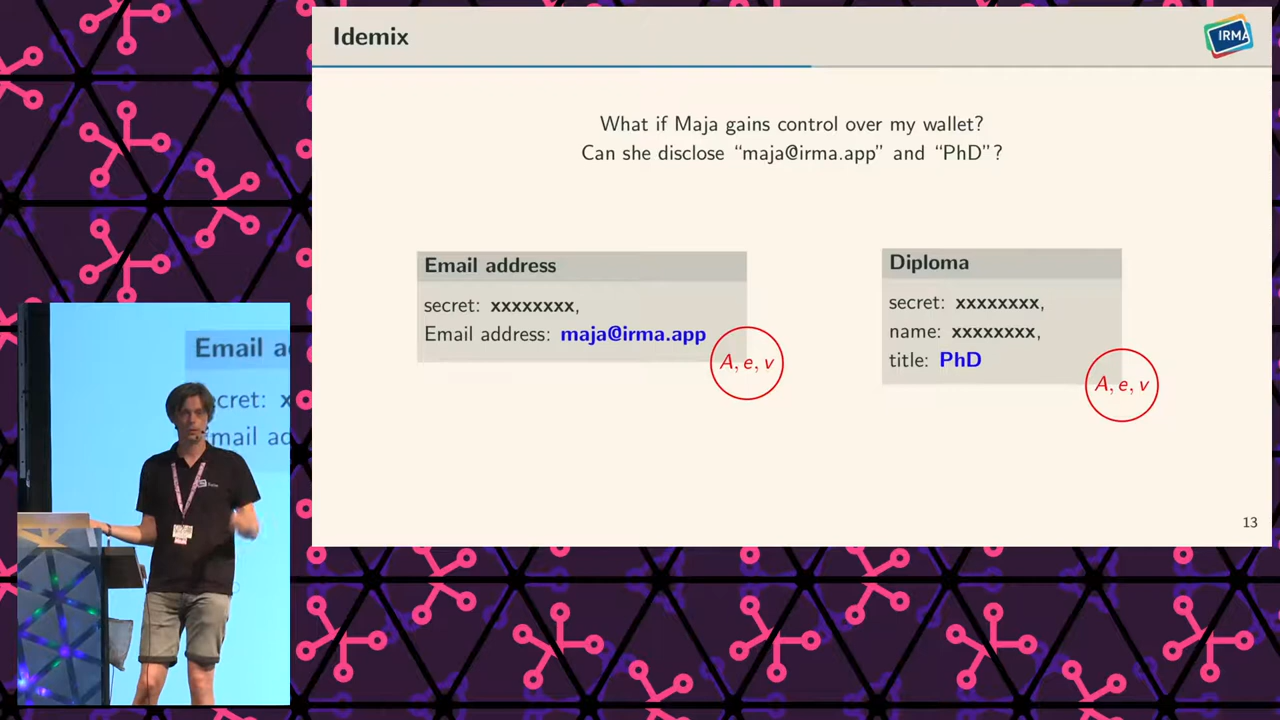 Idemix
IRMA
What if Maja gains control over my wallet?
Can she disclose “maja@irma.app” and “PhD”?
Email address
secret: xxxxxxxx,
Email address: maja@irma.app
A, e, v
Diploma
secret: xxxxxxxx,
name: xxxxxxxx,
title: PhD
A, e, v
13
Email a
ecret: x
mail ad